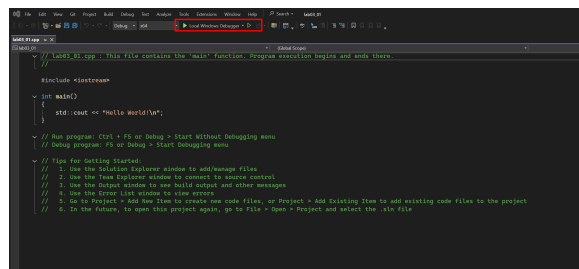 File Edit View Git Project Build Debug Test Analyze Tools Extensions Window Help Search lab03_01
Debug x64 Local Windows Debugger
lab03_01.cpp
lab03_01 (Global Scope)
// lab03_01.cpp : This file contains the 'main' function. Program execution begins and ends there.
//
#include <iostream>
int main()
{
std::cout << "Hello World!\n";
}
// Run program: Ctrl + F5 or Debug > Start Without Debugging menu
// Debug program: F5 or Debug > Start Debugging menu
// Tips for Getting Started:
// 1. Use the Solution Explorer window to add/manage files
// 2. Use the Team Explorer window to connect to source control
// 3. Use the Output window to see build output and other messages
// 4. Use the Error List window to view errors
// 5. Go to Project > Add New Item to create new code files, or Project > Add Existing Item to add existing code files to the project
// 6. In the future, to open this project again, go to File > Open > Project and select the .sln file